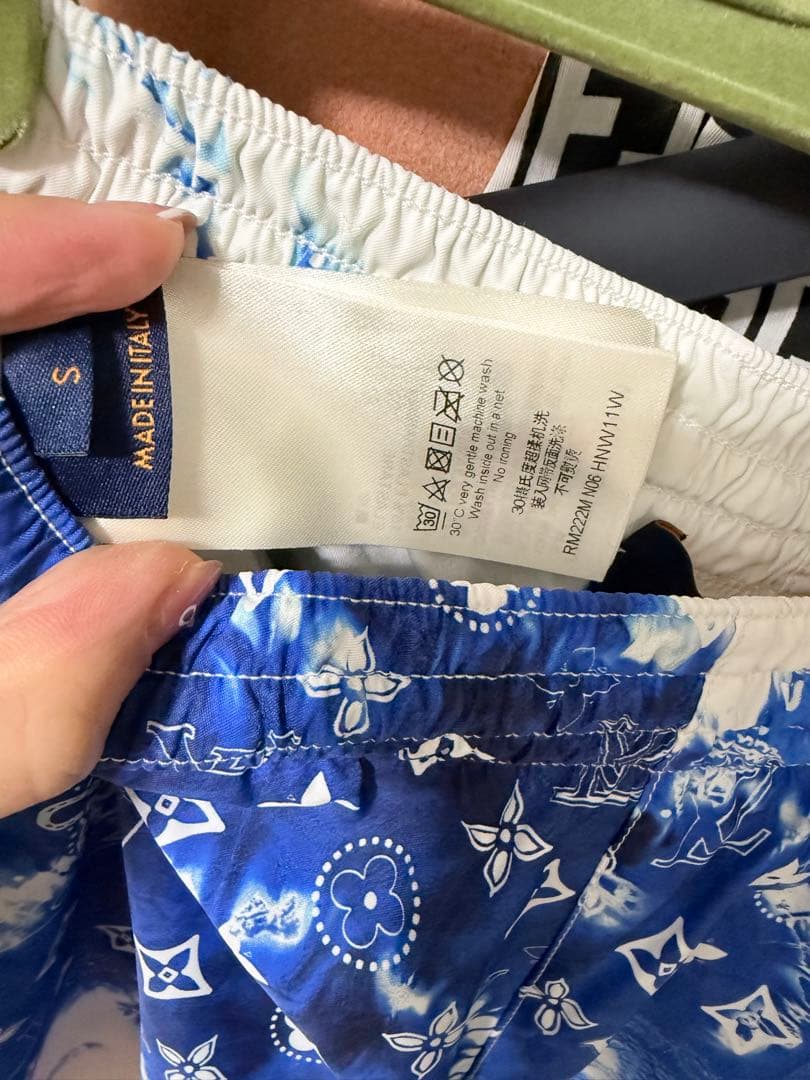 S
MADE IN ITALY
30
30°C very gentle machine wash
Wash inside out in a net
No ironing
30摄氏度超柔机洗
装入网带反面洗涤
不可熨烫
RM222M N06 HNW11W